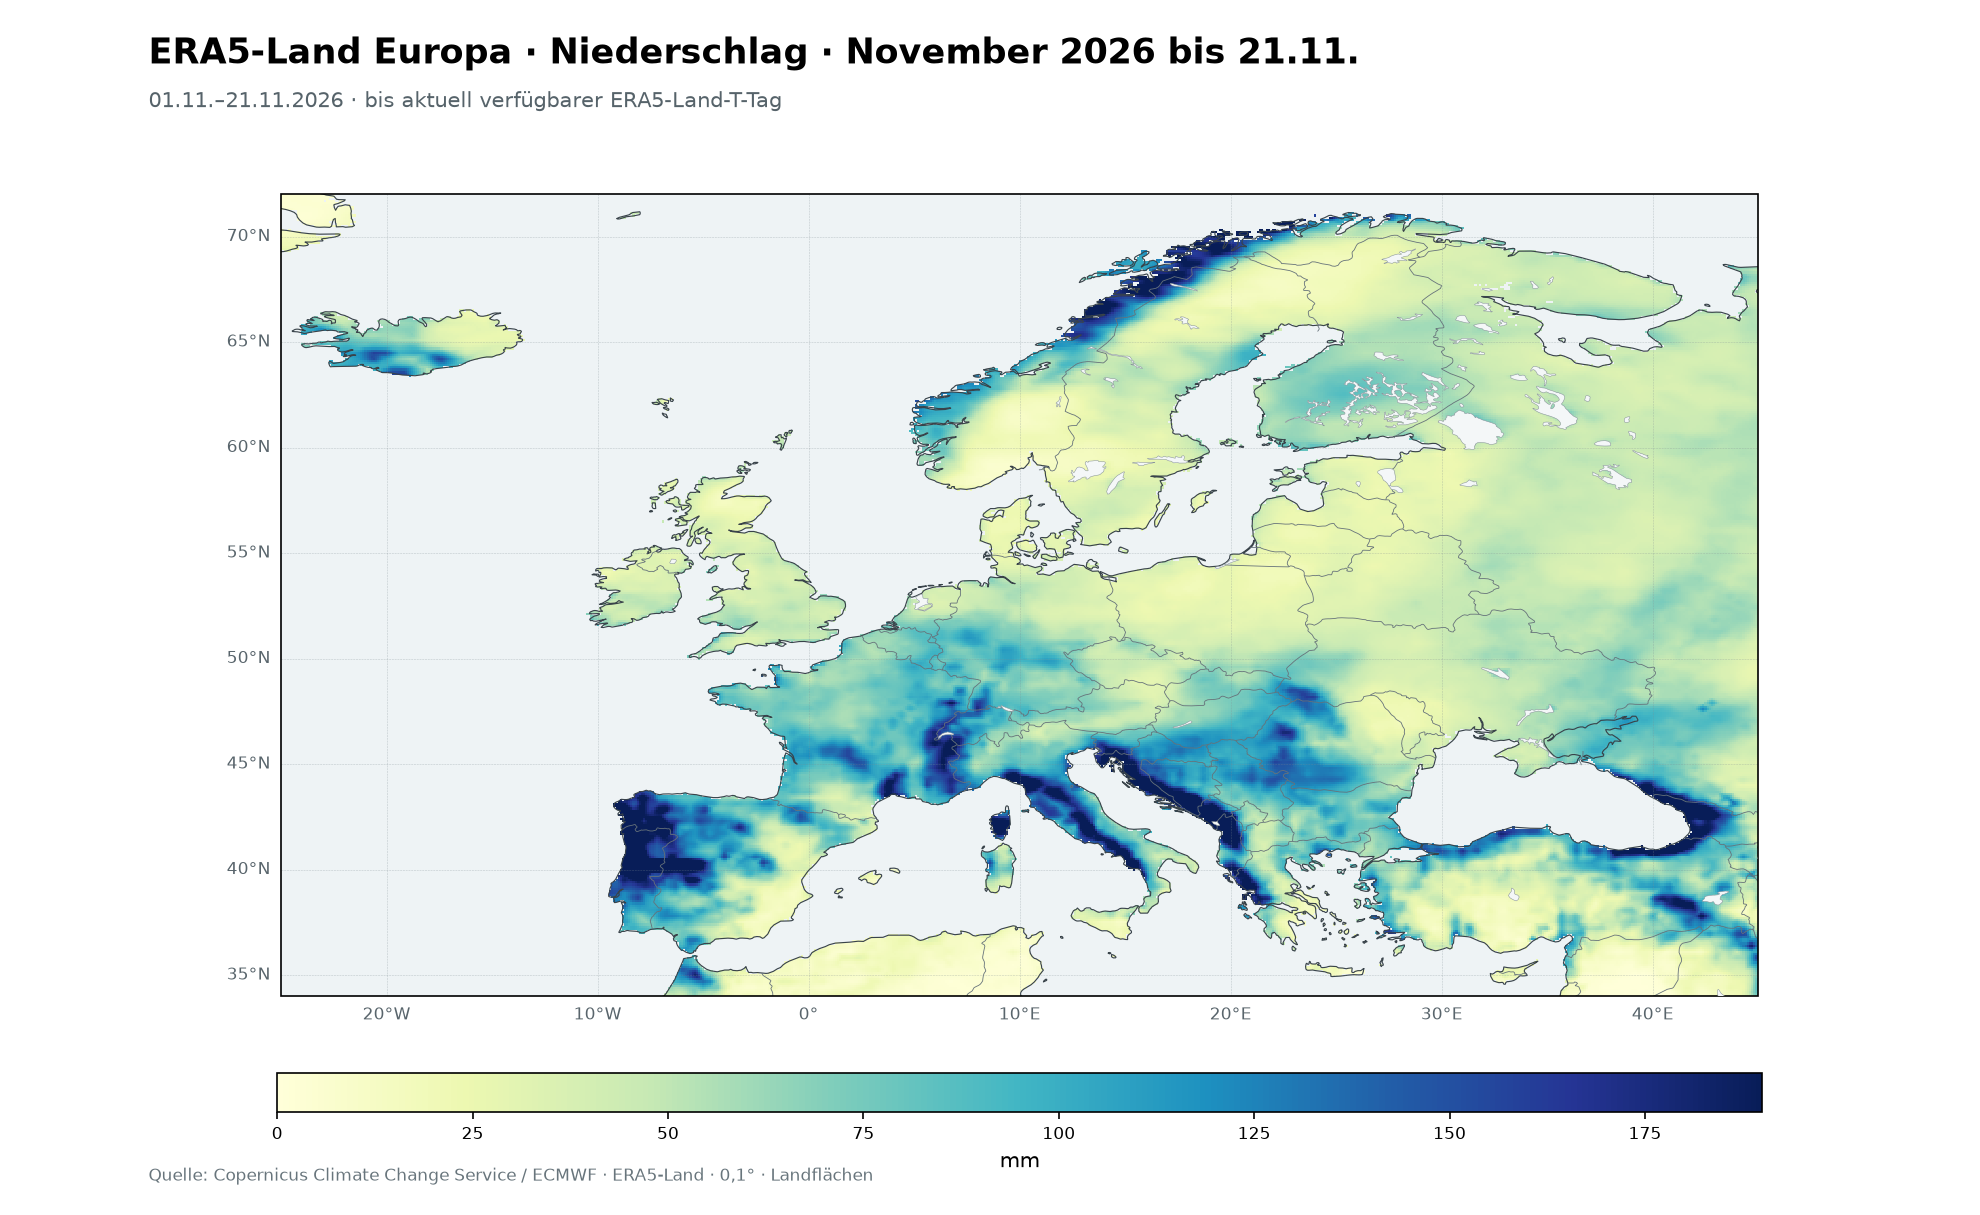 ERA5-Land Europa · Niederschlag · November 2026 bis 21.11.
01.11.–21.11.2026 · bis aktuell verfügbarer ERA5-Land-T-Tag
70°N
65°N
60°N
55°N
50°N
45°N
40°N
35°N
20°W 10°W 0° 10°E 20°E 30°E 40°E
0 25 50 75 100 125 150 175
mm
Quelle: Copernicus Climate Change Service / ECMWF · ERA5-Land · 0,1° · Landflächen